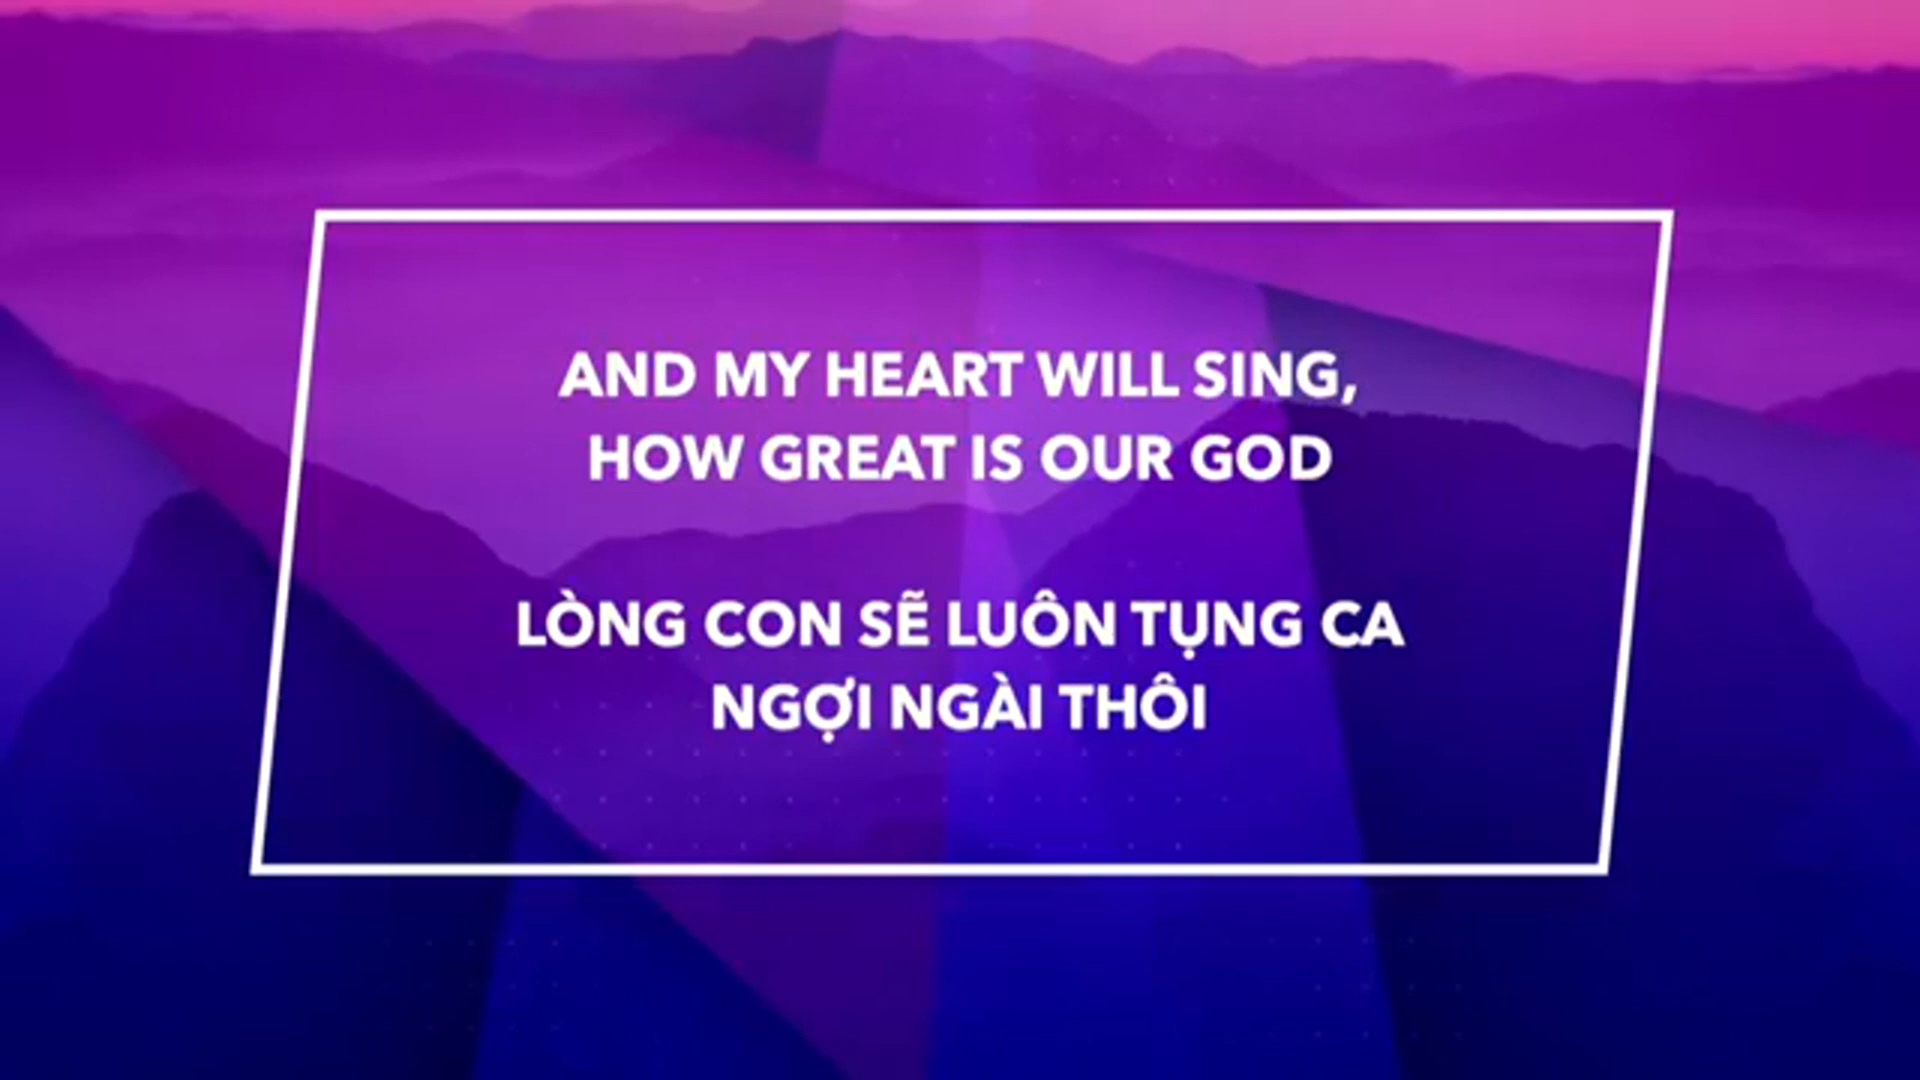 AND MY HEART WILL SING,
HOW GREAT IS OUR GOD
LÒNG CON SẼ LUÔN TỤNG CA
NGỢI NGÀI THÔI